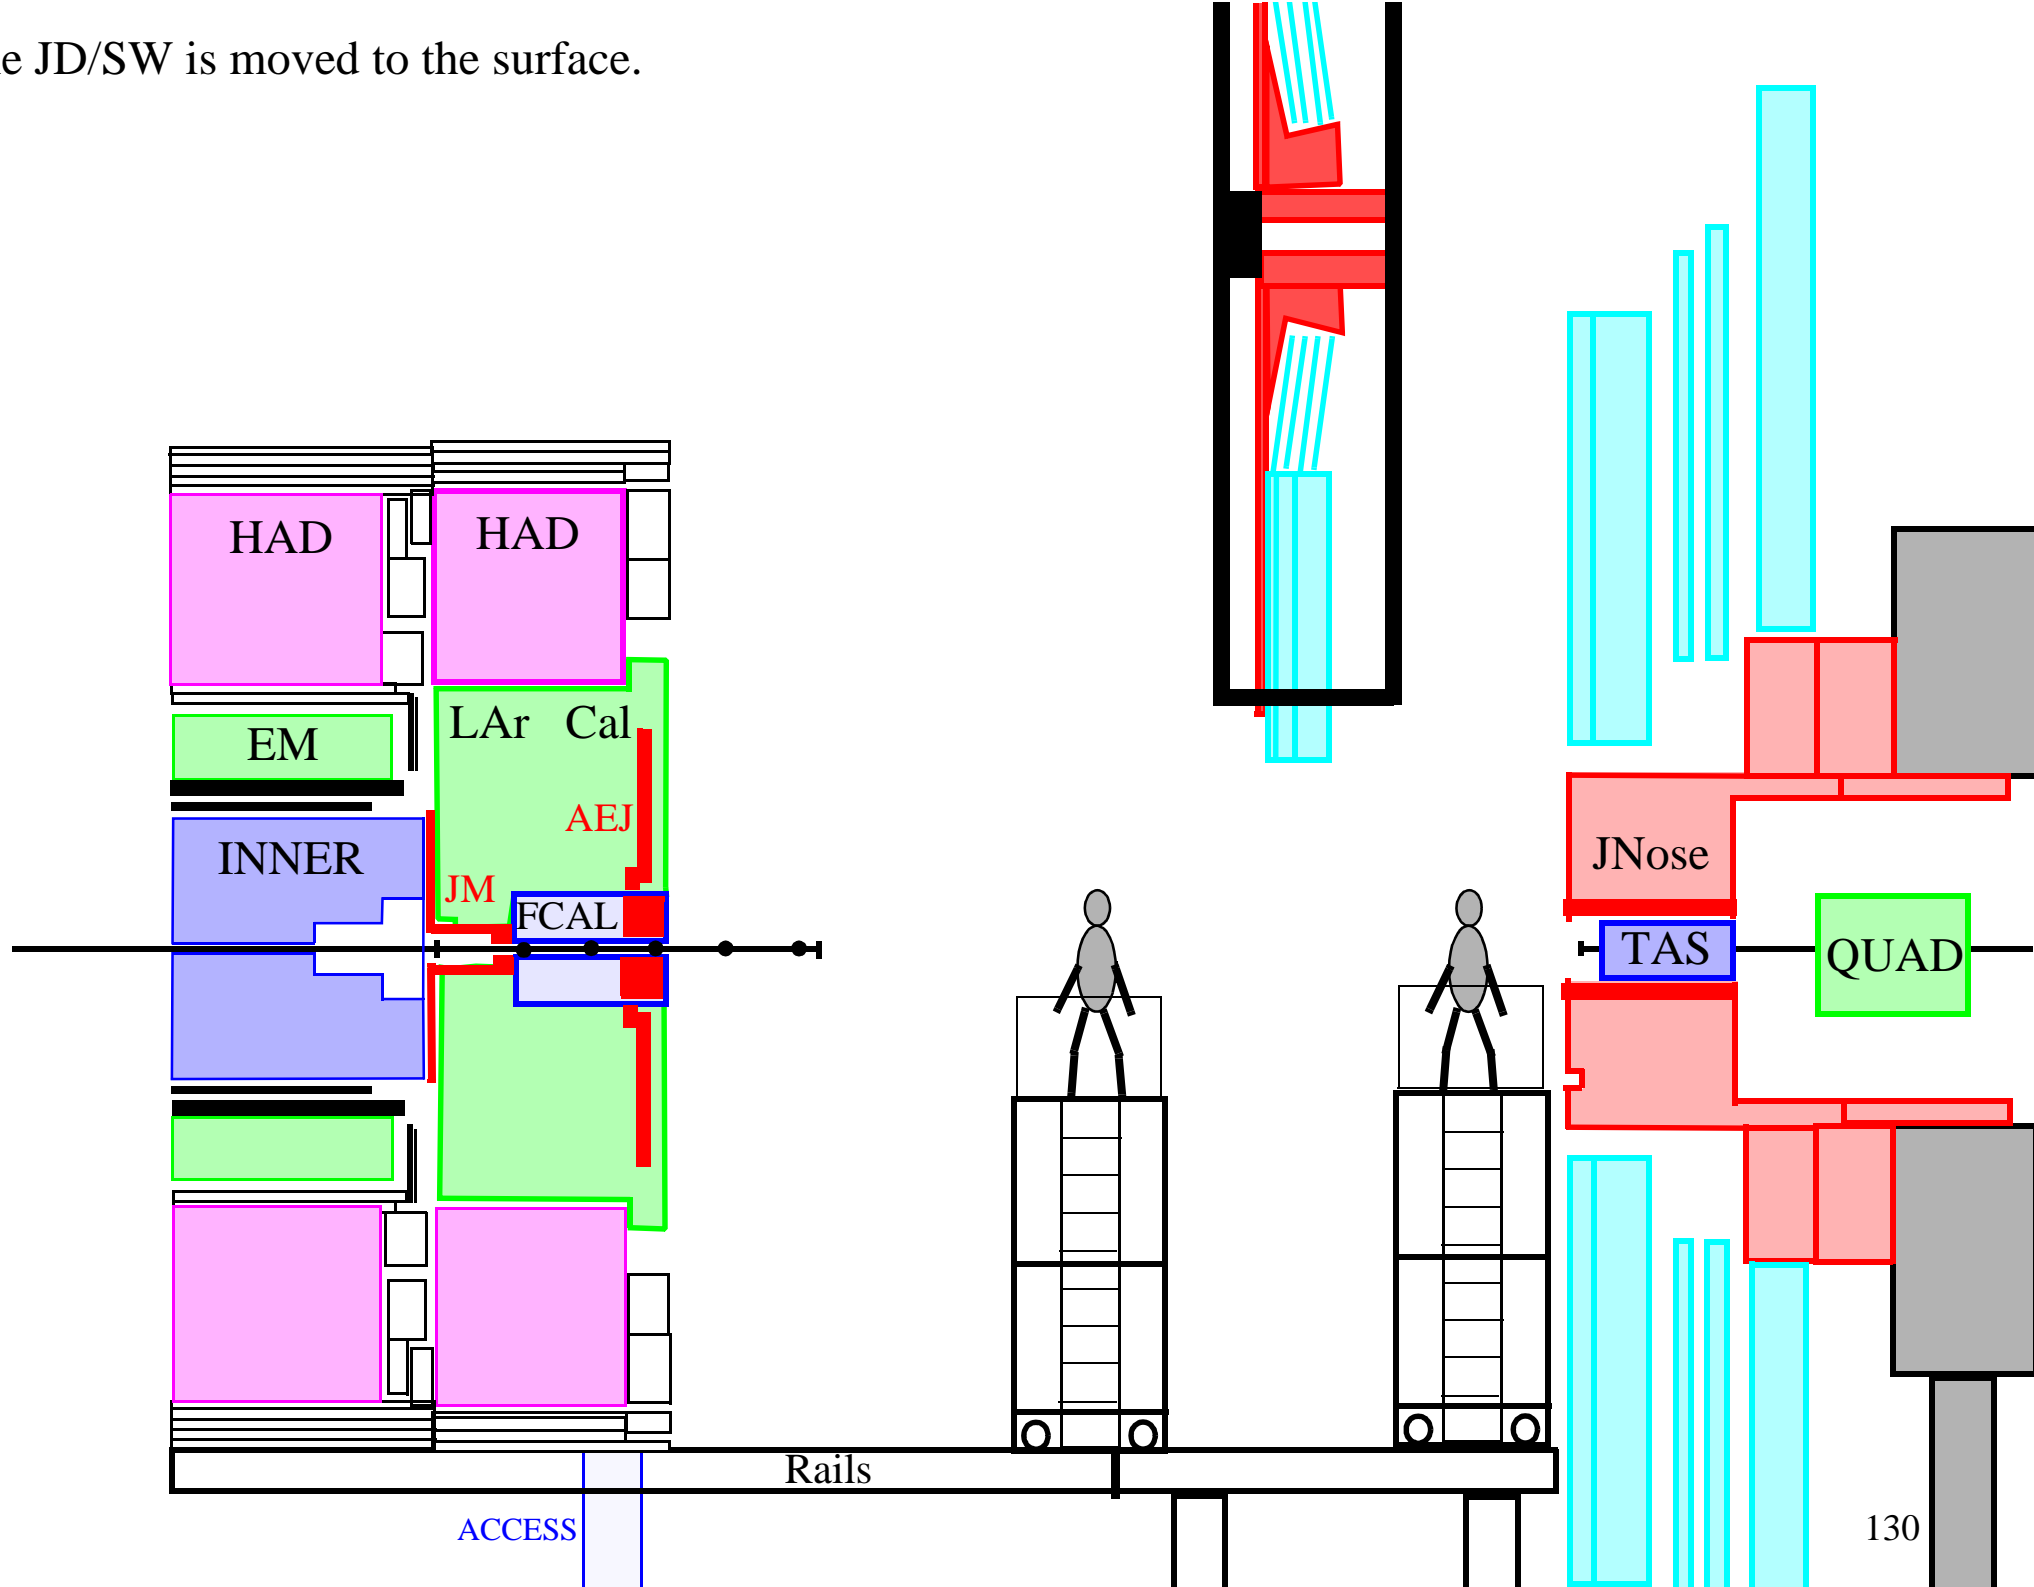 e JD/SW is moved to the surface.
HAD
HAD
LAr Cal
EM
AEJ
INNER
JM
FCAL
JNose
TAS
QUAD
Rails
ACCESS
130